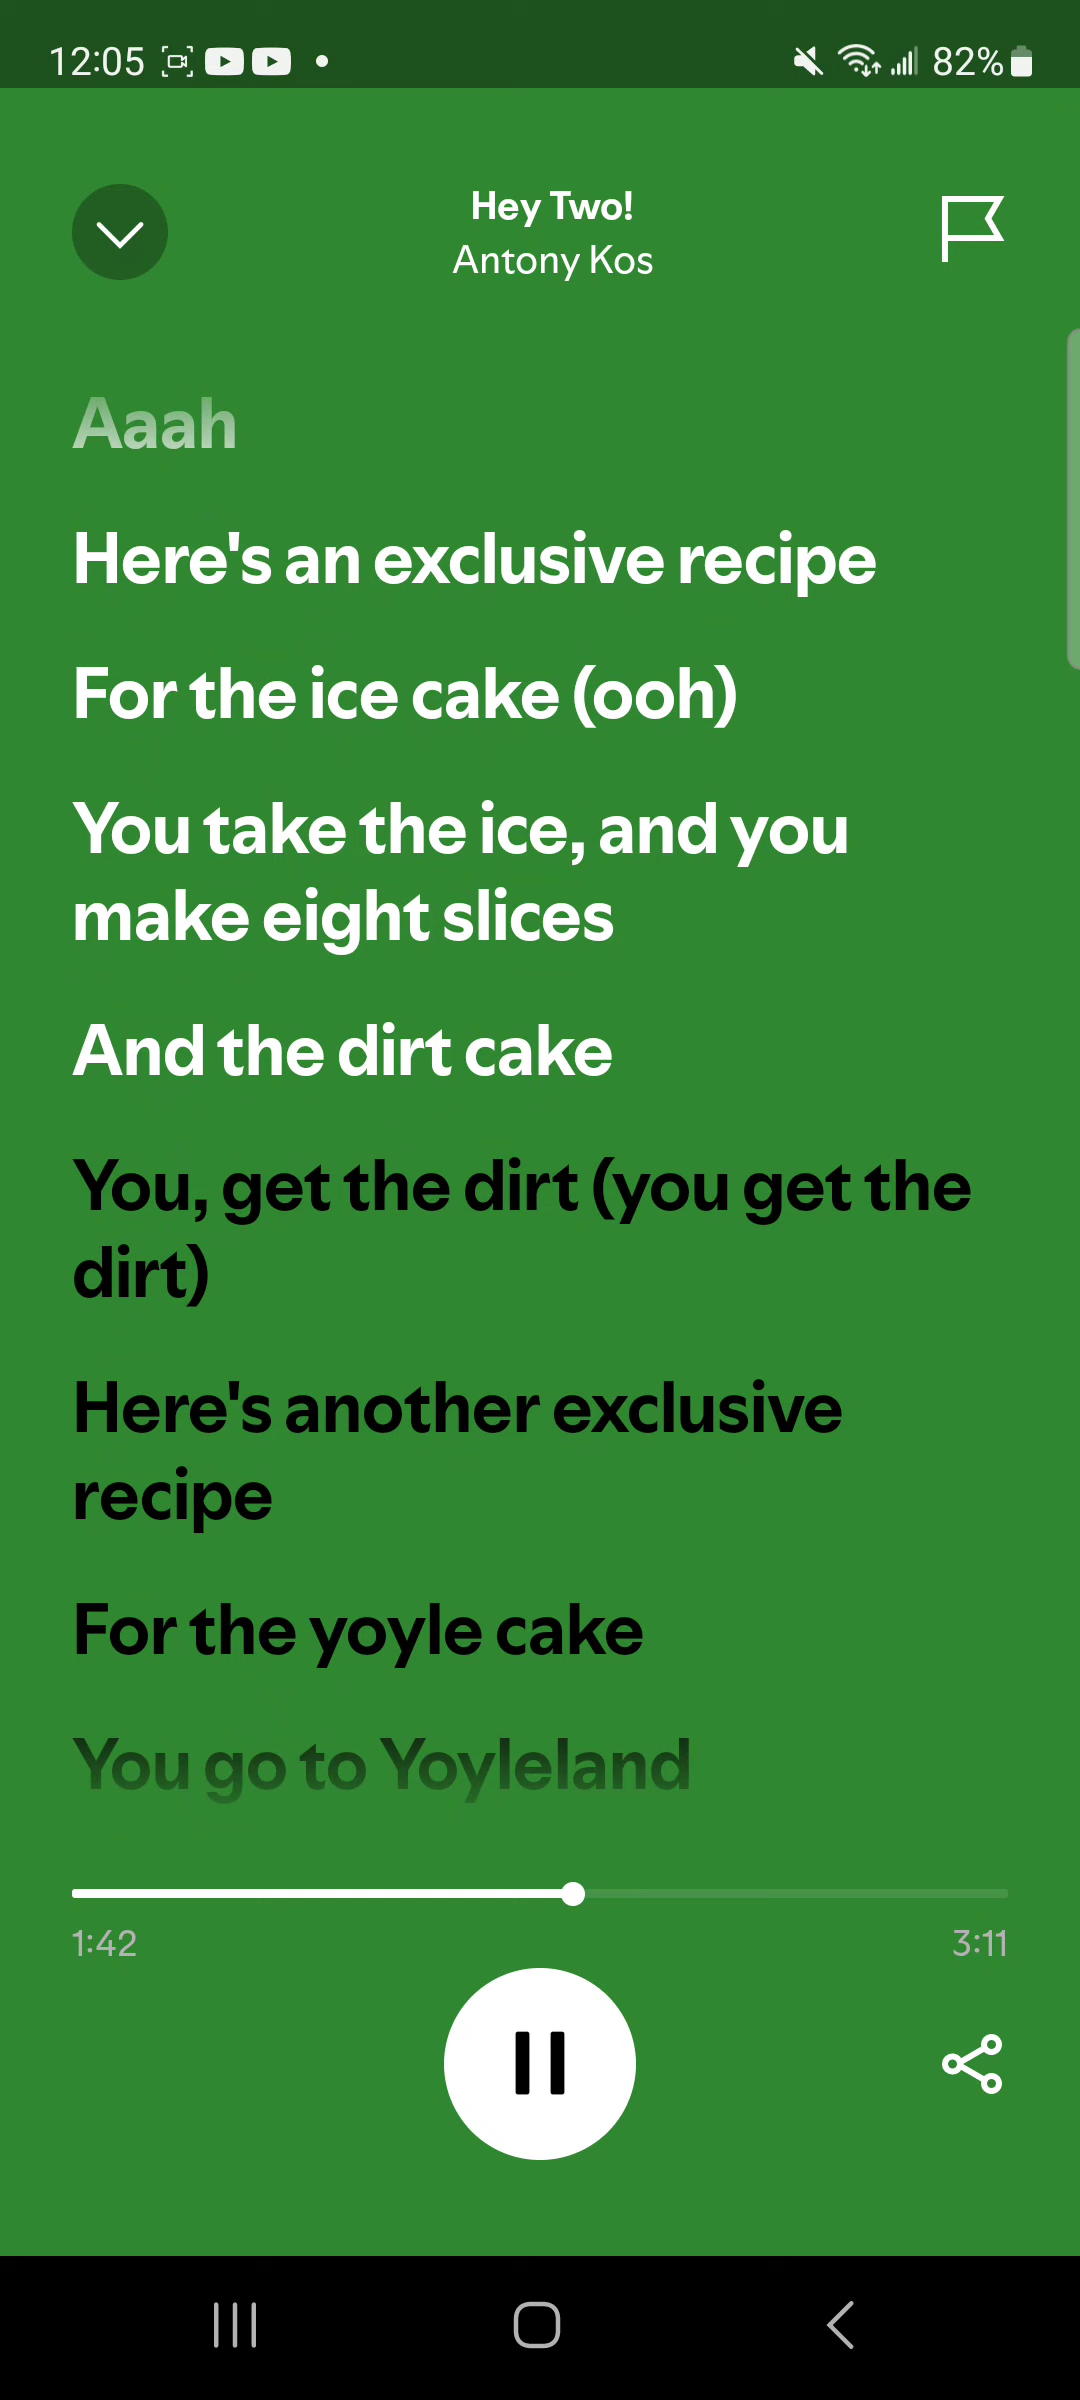 12:05
82%
Hey Two!
Antony Kos
Aaah
Here's an exclusive recipe
For the ice cake (ooh)
You take the ice, and you
make eight slices
And the dirt cake
You, get the dirt (you get the
dirt)
Here's another exclusive
recipe
For the yoyle cake
You go to Yoyleland
1:42
3:11